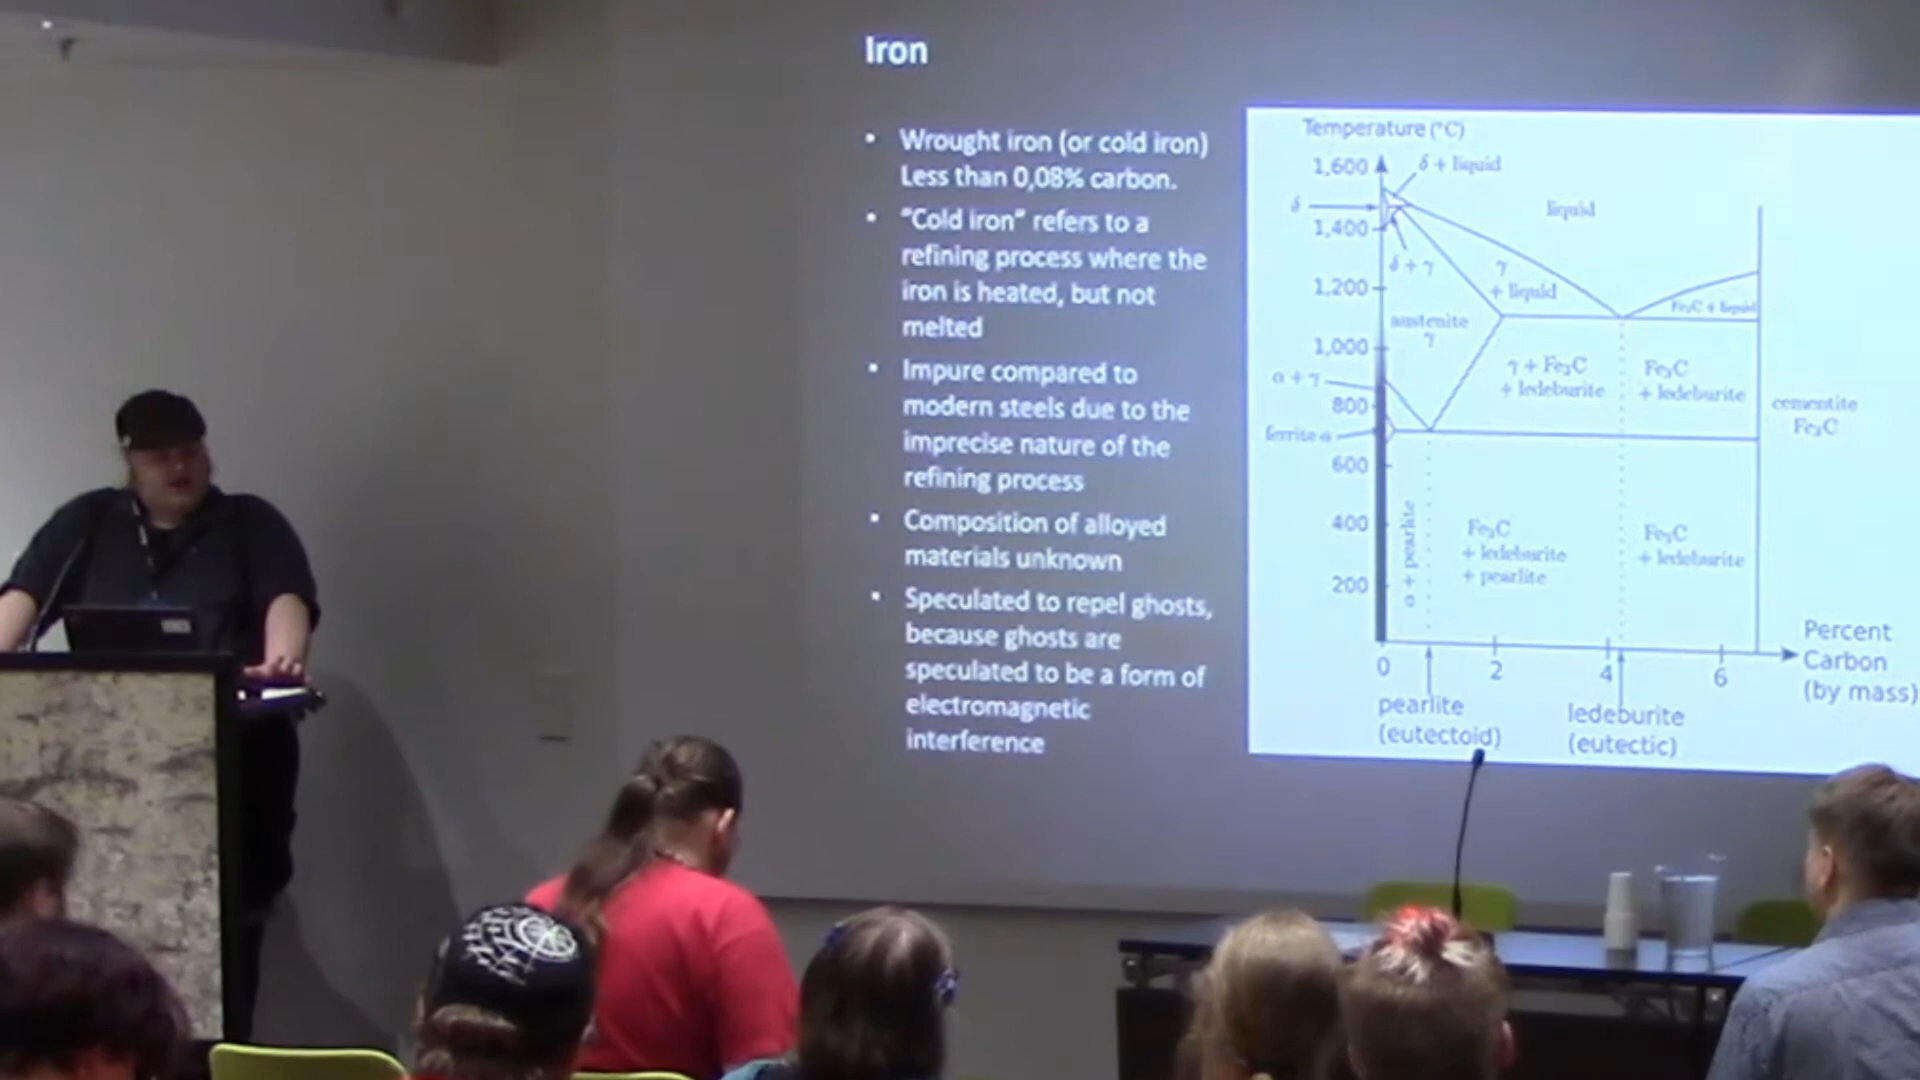 Iron
• Wrought iron (or cold iron)
Less than 0,08% carbon.
• "Cold iron" refers to a
refining process where the
iron is heated, but not
melted
• Impure compared to
modern steels due to the
imprecise nature of the
refining process
• Composition of alloyed
materials unknown
• Speculated to repel ghosts,
because ghosts are
speculated to be a form of
electromagnetic
interference
Temperature (°C)
1,600
δ + liquid
δ
liquid
1,400
δ + γ
γ
+ liquid
1,200
Fe₃C + liquid
austenite
γ
1,000
γ + Fe₃C
+ ledeburite
Fe₃C
+ ledeburite
α + γ
800
cementite
Fe₃C
ferrite α
600
400
α + pearlite
Fe₃C
+ ledeburite
+ pearlite
Fe₃C
+ ledeburite
200
0
2
4
6
Percent
Carbon
(by mass)
pearlite
(eutectoid)
ledeburite
(eutectic)